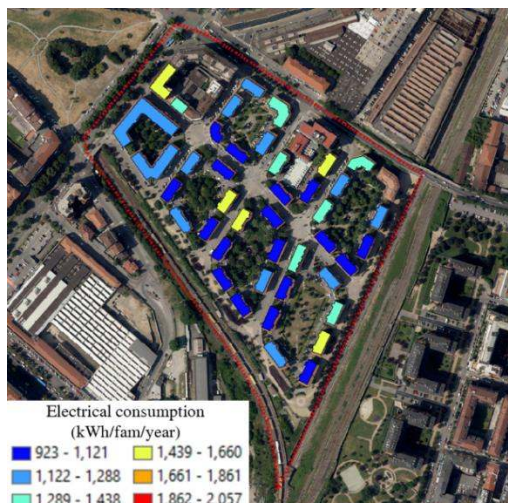 Electrical consumption
(kWh/fam/year)
923 - 1,121 1,439 - 1,660
1,122 - 1,288 1,661 - 1,861
1,289 - 1,438 1,862 - 2,057